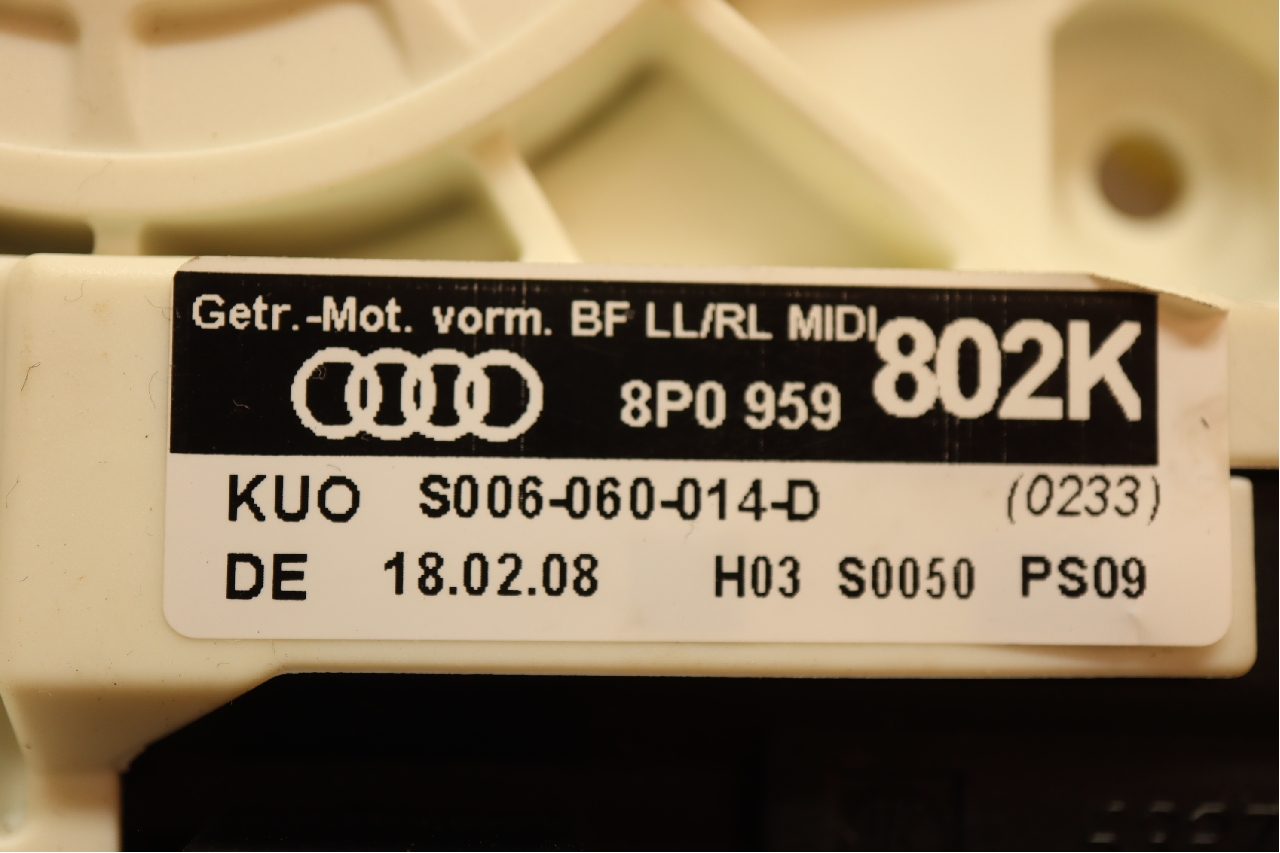 Getr.-Mot. vorm. BF LL/RL MIDI
8P0 959 802K
KUO S006-060-014-D (0233)
DE 18.02.08 H03 S0050 PS09